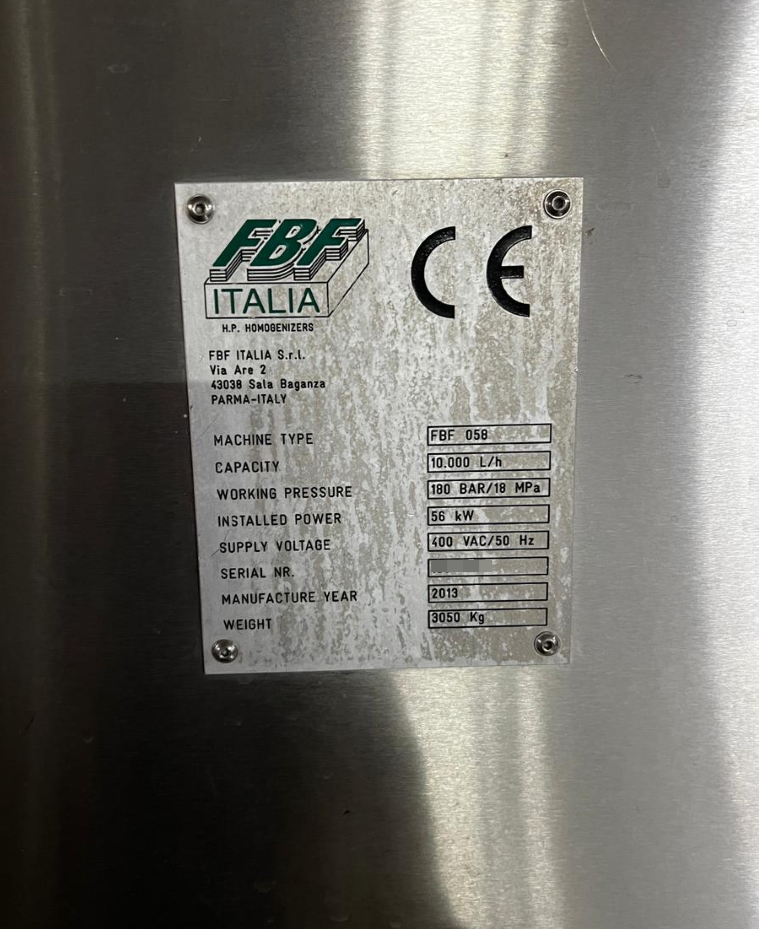 FBF
ITALIA
H.P. HOMOGENIZERS
CE
FBF ITALIA S.r.l.
Via Are 2
43038 Sala Baganza
PARMA-ITALY
MACHINE TYPE FBF 058
CAPACITY 10.000 L/h
WORKING PRESSURE 180 BAR/18 MPa
INSTALLED POWER 56 kW
SUPPLY VOLTAGE 400 VAC/50 Hz
SERIAL NR.
MANUFACTURE YEAR 2013
WEIGHT 3050 Kg